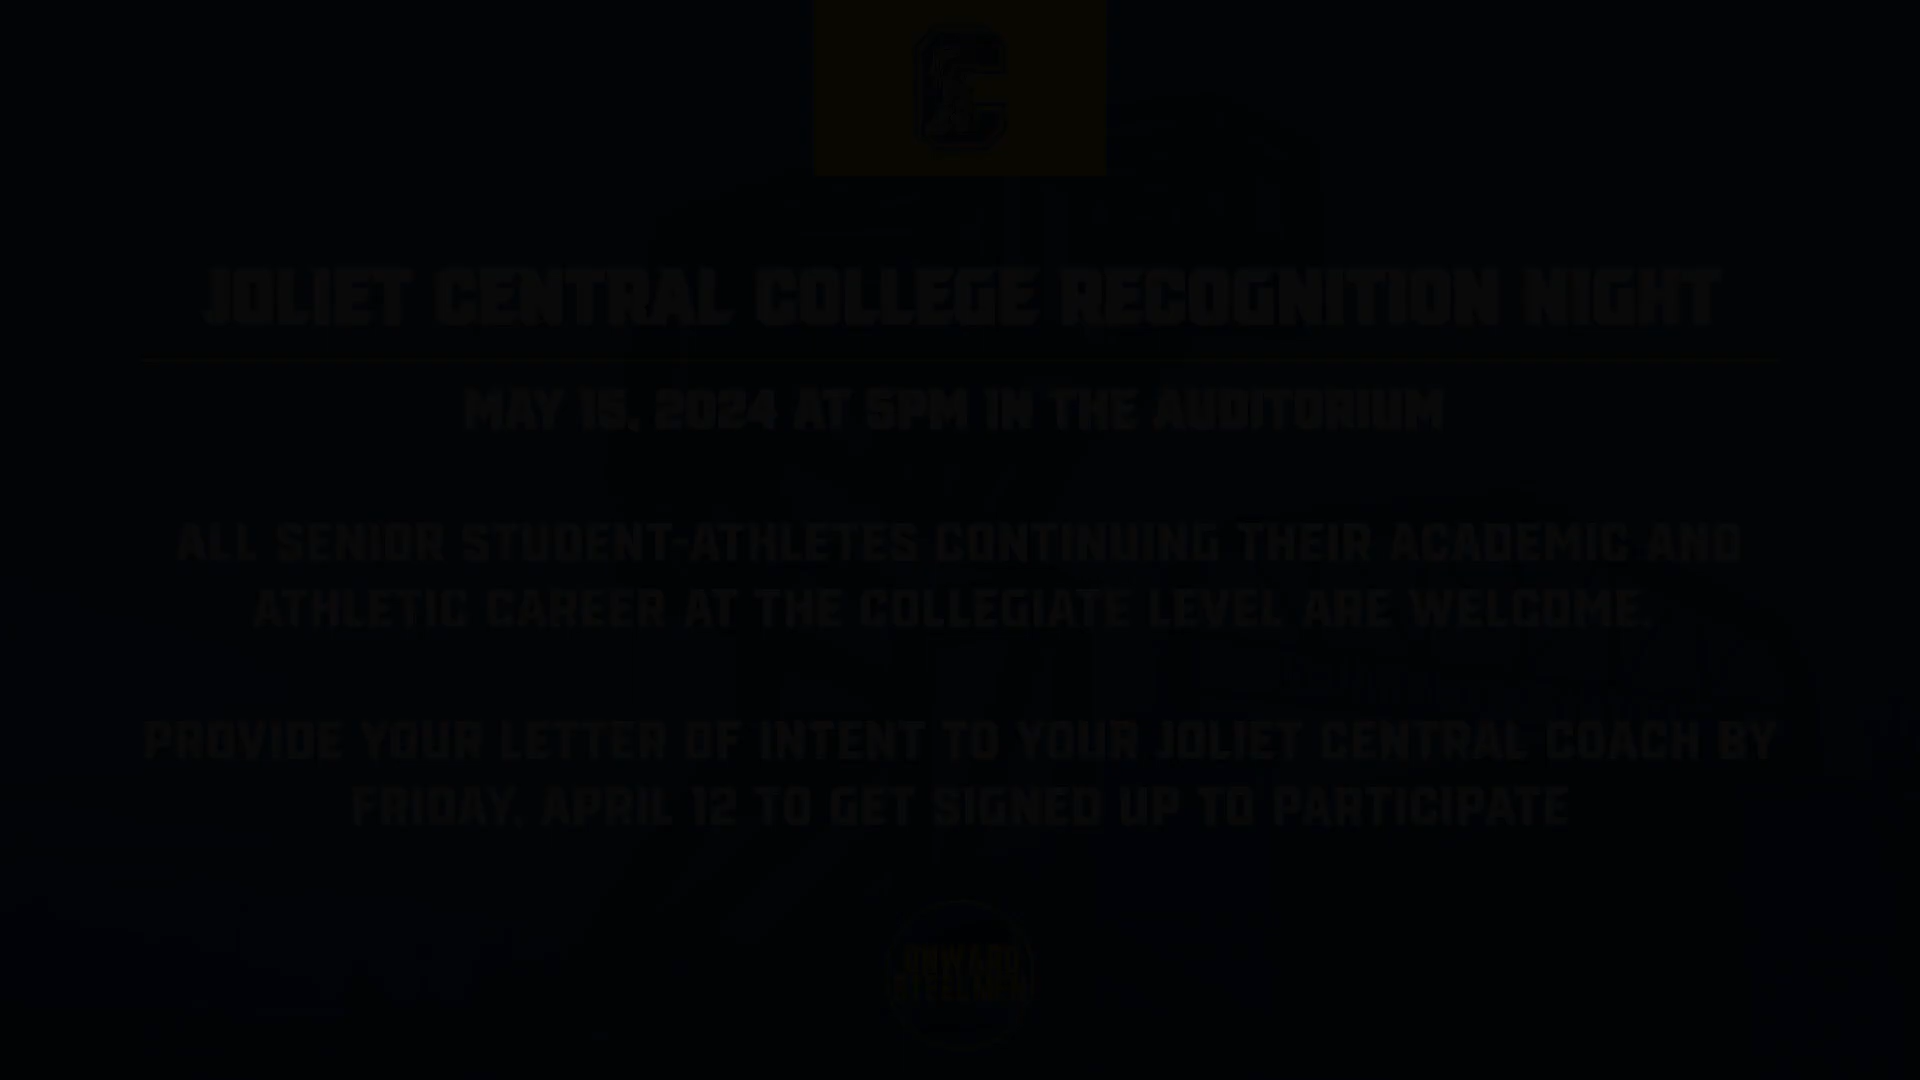 JOLIET CENTRAL COLLEGE RECOGNITION NIGHT
MAY 15, 2024 AT 5PM IN THE AUDITORIUM
ALL SENIOR STUDENT-ATHLETES CONTINUING THEIR ACADEMIC AND
ATHLETIC CAREER AT THE COLLEGIATE LEVEL ARE WELCOME.
PROVIDE YOUR LETTER OF INTENT TO YOUR JOLIET CENTRAL COACH BY
FRIDAY, APRIL 12 TO GET SIGNED UP TO PARTICIPATE
ONWARD
STEELMEN